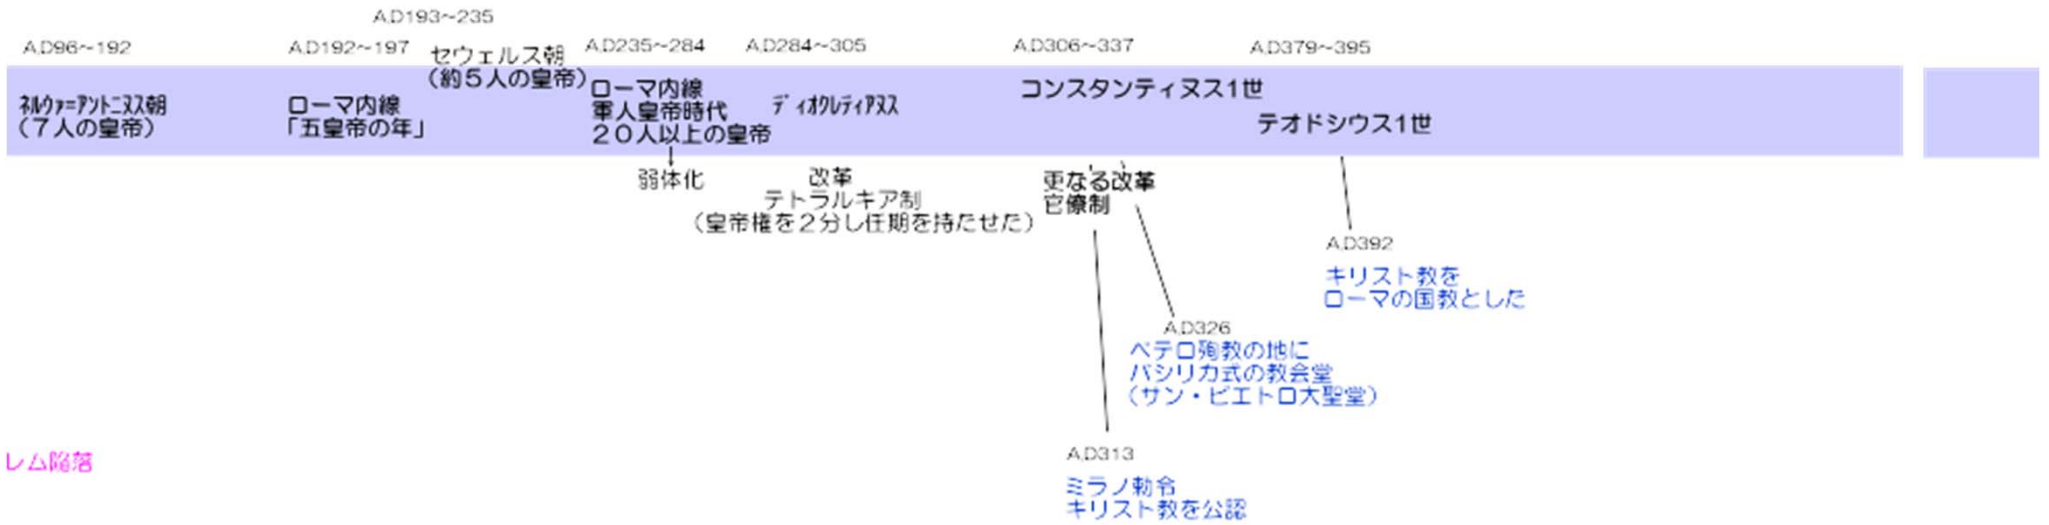 A.D193~235
A.D96~192
A.D192~197
セウェルス朝
(約5人の皇帝)
A.D235~284
A.D284~305
A.D306~337
A.D379~395
ネルウァ=アントニヌス朝
(7人の皇帝)
ローマ内線
「五皇帝の年」
ローマ内線
軍人皇帝時代
20人以上の皇帝
ディオクレティアヌス
コンスタンティヌス1世
テオドシウス1世
弱体化
改革
テトラルキア制
(皇帝権を2分し任期を持たせた)
更なる改革
官僚制
A.D392
キリスト教を
ローマの国教とした
A.D326
ペテロ殉教の地に
バシリカ式の教会堂
(サン・ピエトロ大聖堂)
A.D313
ミラノ勅令
キリスト教を公認
レム陥落